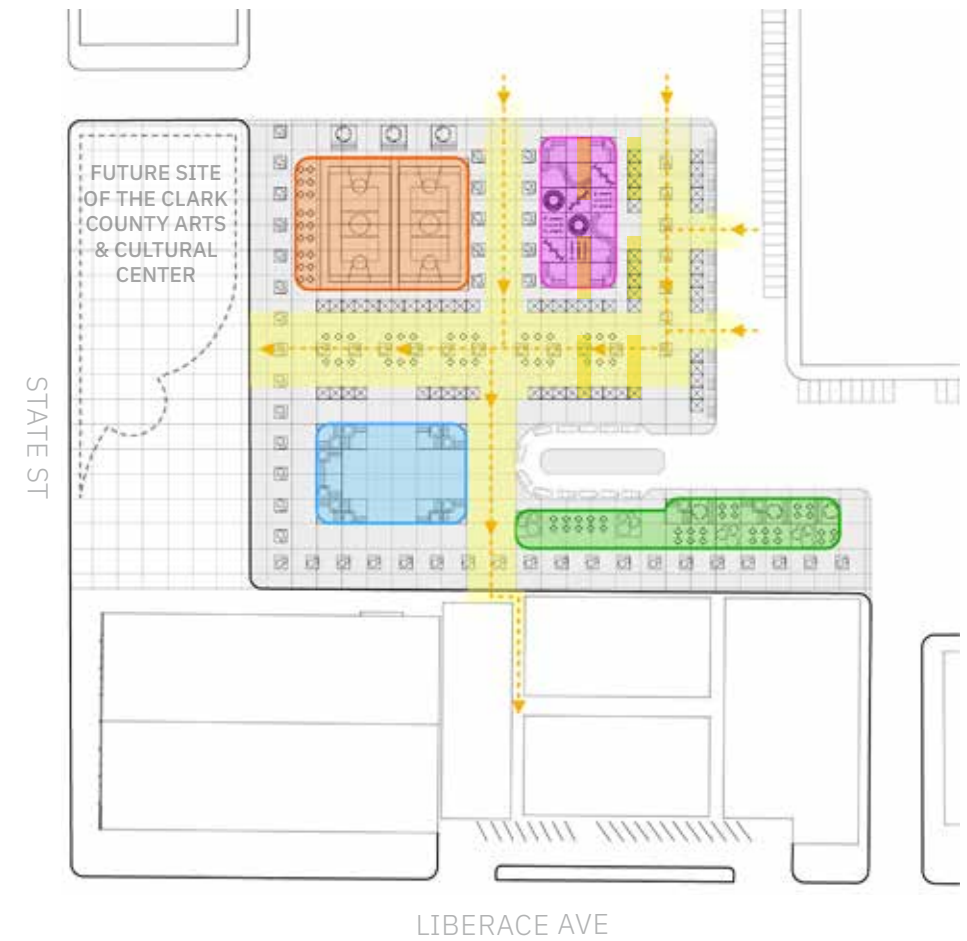 FUTURE SITE
OF THE CLARK
COUNTY ARTS
& CULTURAL
CENTER
STATE ST
LIBERACE AVE